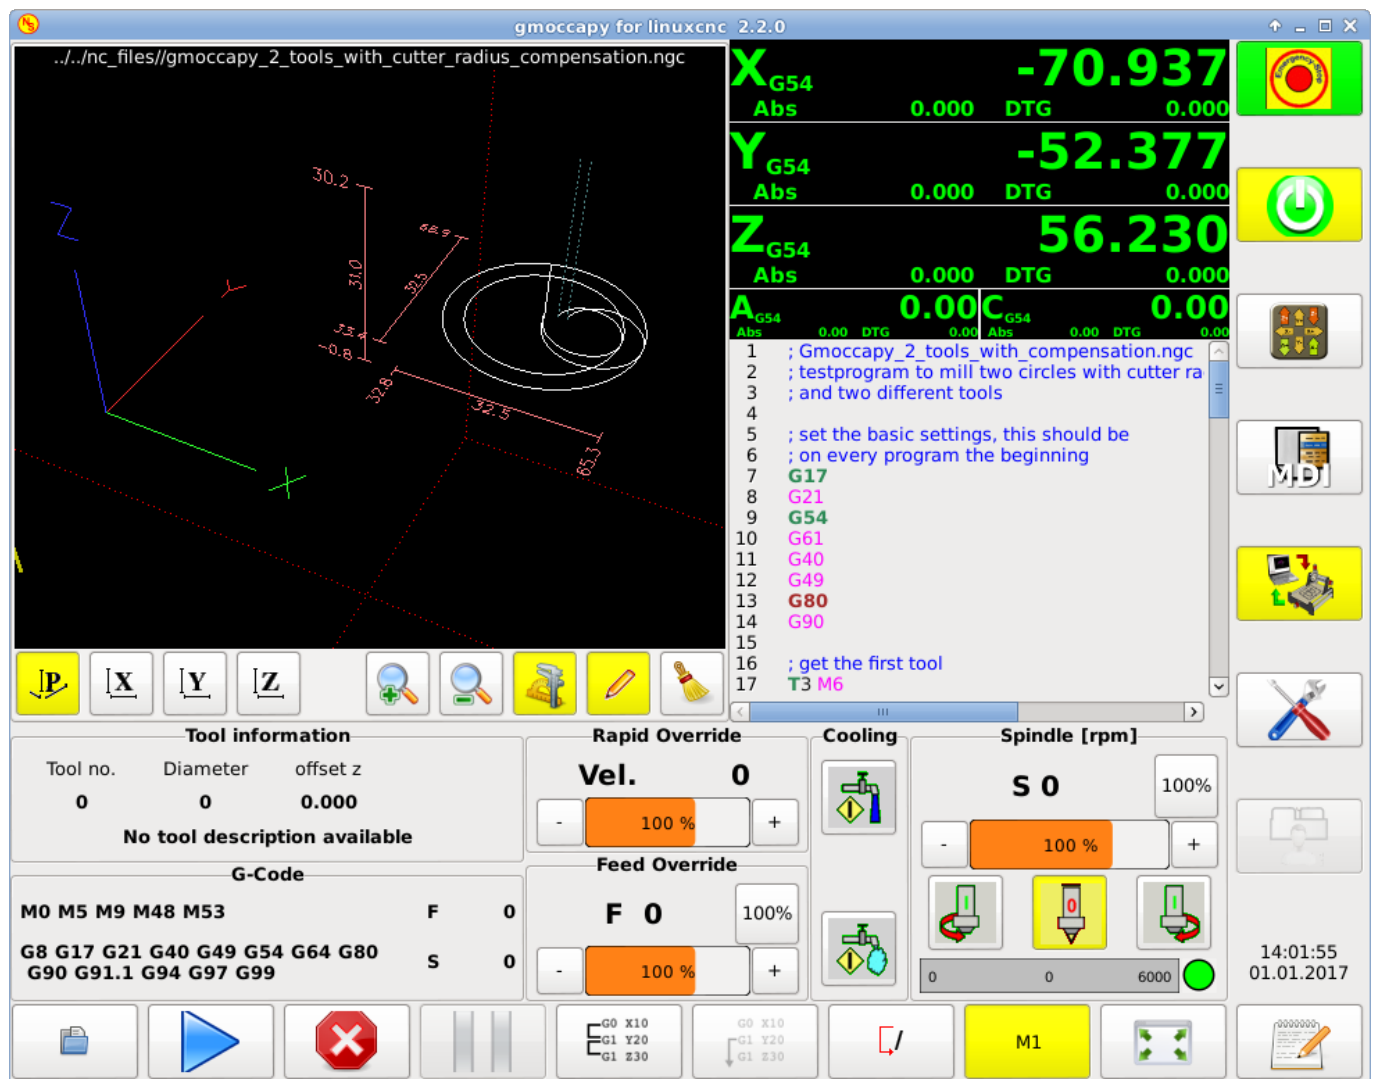 gmoccapy for linuxcnc 2.2.0
../../nc_files//gmoccapy_2_tools_with_cutter_radius_compensation.ngc
30.2
68.9
31.0
32.5
33.4
-0.8
32.8
32.5
65.3
Z
Y
X
X G54 -70.937
Abs 0.000 DTG 0.000
Y G54 -52.377
Abs 0.000 DTG 0.000
Z G54 56.230
Abs 0.000 DTG 0.000
A G54 0.00 C G54 0.00
Abs 0.00 DTG 0.00 Abs 0.00 DTG 0.00
1 ; Gmoccapy_2_tools_with_compensation.ngc
2 ; testprogram to mill two circles with cutter ra
3 ; and two different tools
4
5 ; set the basic settings, this should be
6 ; on every program the beginning
7 G17
8 G21
9 G54
10 G61
11 G40
12 G49
13 G80
14 G90
15
16 ; get the first tool
17 T3 M6
Emergency-Stop
MDI
P X Y Z
Tool information
Tool no. Diameter offset z
0 0 0.000
No tool description available
G-Code
M0 M5 M9 M48 M53 F 0
G8 G17 G21 G40 G49 G54 G64 G80
G90 G91.1 G94 G97 G99
S 0
Rapid Override
Vel. 0
- 100 % +
Feed Override
F 0 100%
- 100 % +
Cooling
Spindle [rpm]
S 0 100%
- 100 % +
I 0 I
0 0 6000
14:01:55
01.01.2017
G0 X10
G1 Y20
G1 Z30
G0 X10
G1 Y20
G1 Z30
/
M1